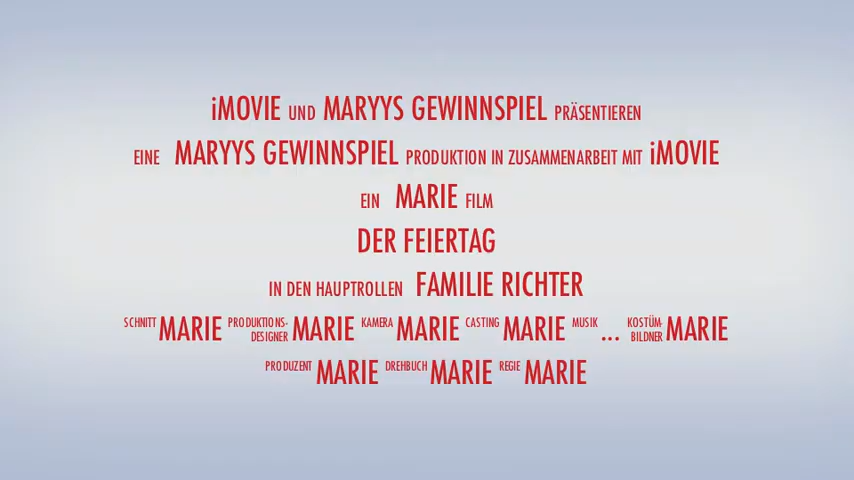 iMOVIE UND MARYYS GEWINNSPIEL PRÄSENTIEREN
EINE MARYYS GEWINNSPIEL PRODUKTION IN ZUSAMMENARBEIT MIT iMOVIE
EIN MARIE FILM
DER FEIERTAG
IN DEN HAUPTROLLEN FAMILIE RICHTER
SCHNITT MARIE PRODUKTIONS-DESIGNER MARIE KAMERA MARIE CASTING MARIE MUSIK ... KOSTÜM-BILDNER MARIE
PRODUZENT MARIE DREHBUCH MARIE REGIE MARIE